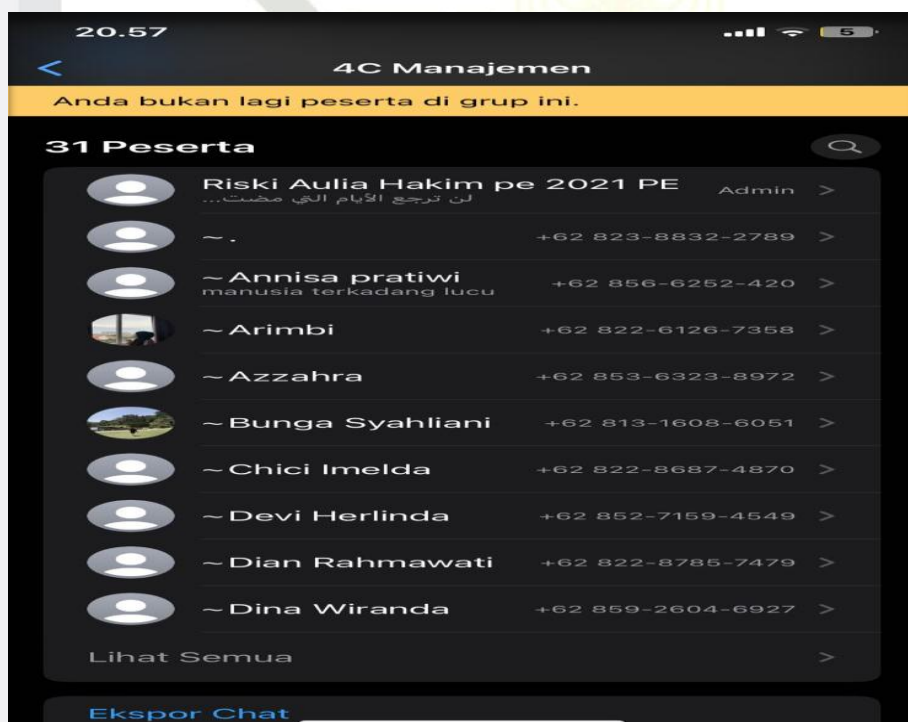 20.57
5
4C Manajemen
Anda bukan lagi peserta di grup ini.
31 Peserta
Riski Aulia Hakim pe 2021 PE Admin
لن ترجع الأيام التي مضت...
~ . +62 823-8832-2789
~ Annisa pratiwi +62 856-6252-420
manusia terkadang lucu
~ Arimbi +62 822-6126-7358
~ Azzahra +62 853-6323-8972
~ Bunga Syahliani +62 813-1608-6051
~ Chici Imelda +62 822-8687-4870
~ Devi Herlinda +62 852-7159-4549
~ Dian Rahmawati +62 822-8785-7479
~ Dina Wiranda +62 859-2604-6927
Lihat Semua
Ekspor Chat